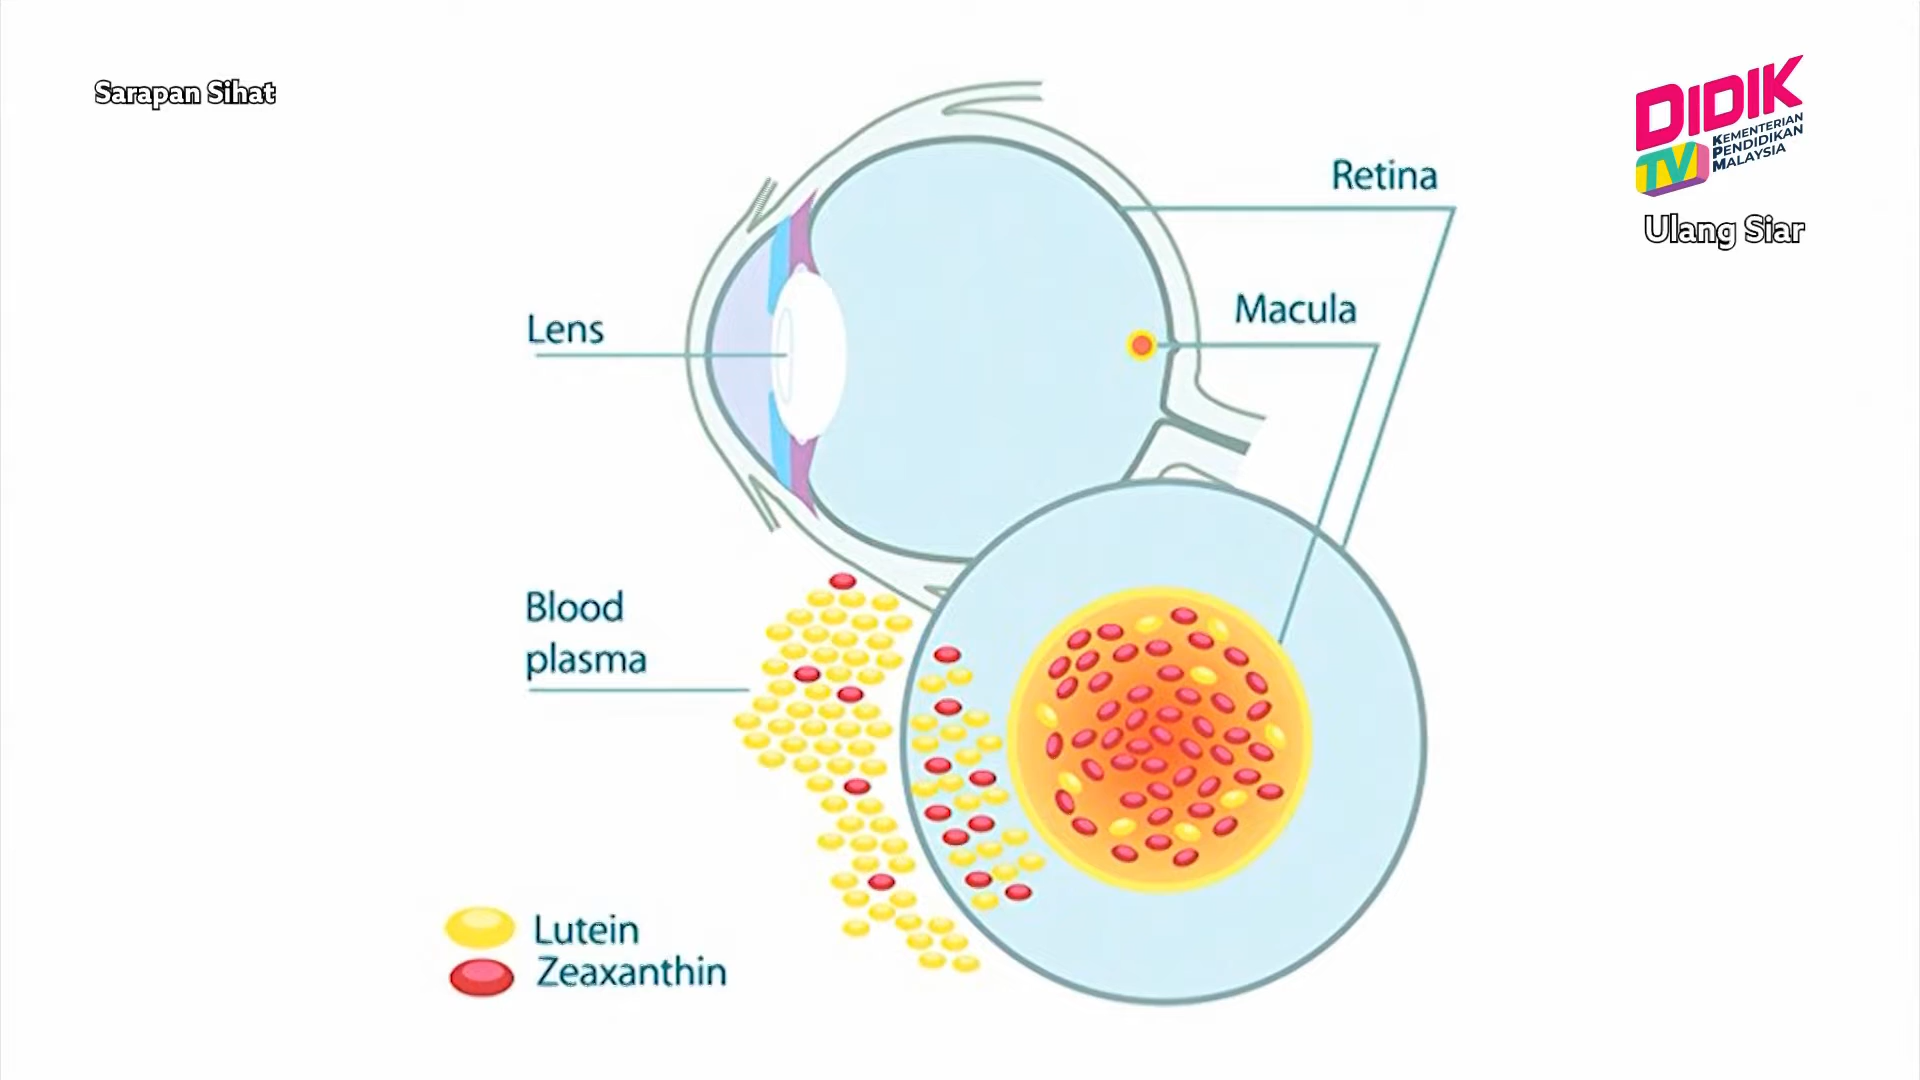 Sarapan Sihat
DIDIK
TV
KEMENTERIAN
PENDIDIKAN
MALAYSIA
Ulang Siar
Retina
Macula
Lens
Blood
plasma
Lutein
Zeaxanthin